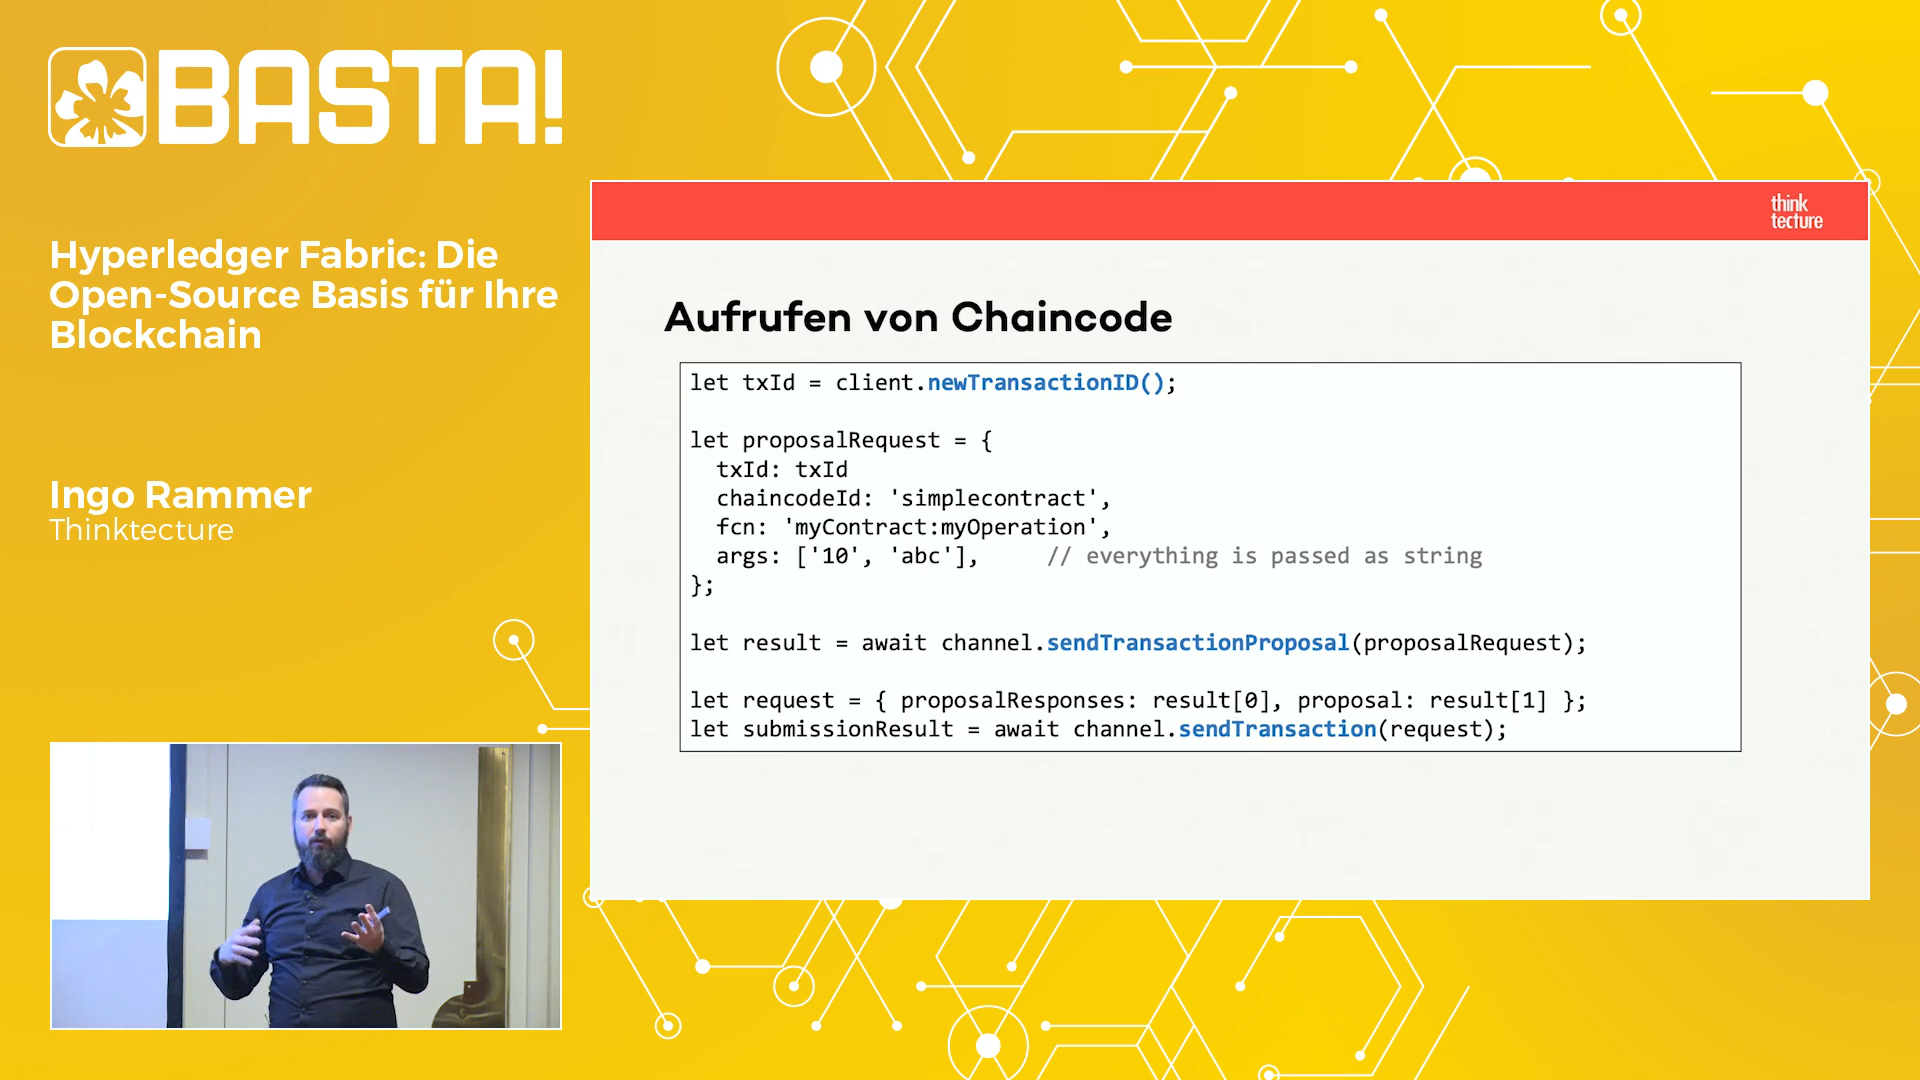 BASTA!
Hyperledger Fabric: Die
Open-Source Basis für Ihre
Blockchain
Ingo Rammer
Thinktecture
think
tecture
Aufrufen von Chaincode
let txId = client.newTransactionID();
let proposalRequest = {
  txId: txId
  chaincodeId: 'simplecontract',
  fcn: 'myContract:myOperation',
  args: ['10', 'abc'],     // everything is passed as string
};
let result = await channel.sendTransactionProposal(proposalRequest);
let request = { proposalResponses: result[0], proposal: result[1] };
let submissionResult = await channel.sendTransaction(request);